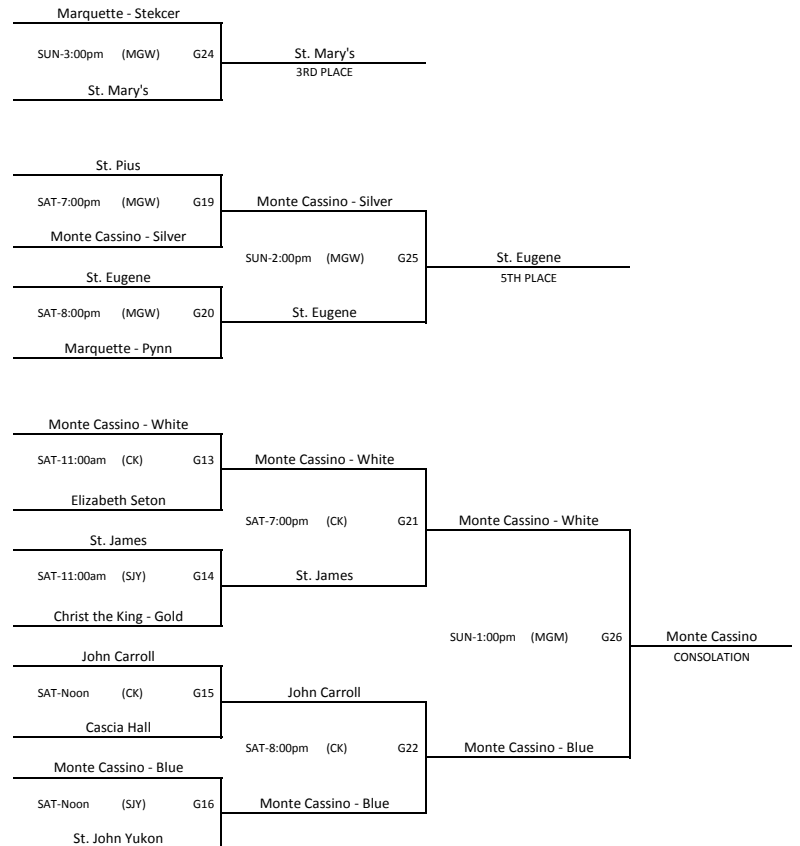 Marquette - Stekcer
SUN-3:00pm (MGW) G24
St. Mary's
3RD PLACE
St. Mary's
St. Pius
SAT-7:00pm (MGW) G19
Monte Cassino - Silver
Monte Cassino - Silver
SUN-2:00pm (MGW) G25
St. Eugene
5TH PLACE
St. Eugene
SAT-8:00pm (MGW) G20
St. Eugene
Marquette - Pynn
Monte Cassino - White
SAT-11:00am (CK) G13
Monte Cassino - White
Elizabeth Seton
SAT-7:00pm (CK) G21
Monte Cassino - White
St. James
SAT-11:00am (SJY) G14
St. James
Christ the King - Gold
SUN-1:00pm (MGM) G26
Monte Cassino
CONSOLATION
John Carroll
SAT-Noon (CK) G15
John Carroll
Cascia Hall
SAT-8:00pm (CK) G22
Monte Cassino - Blue
Monte Cassino - Blue
SAT-Noon (SJY) G16
Monte Cassino - Blue
St. John Yukon